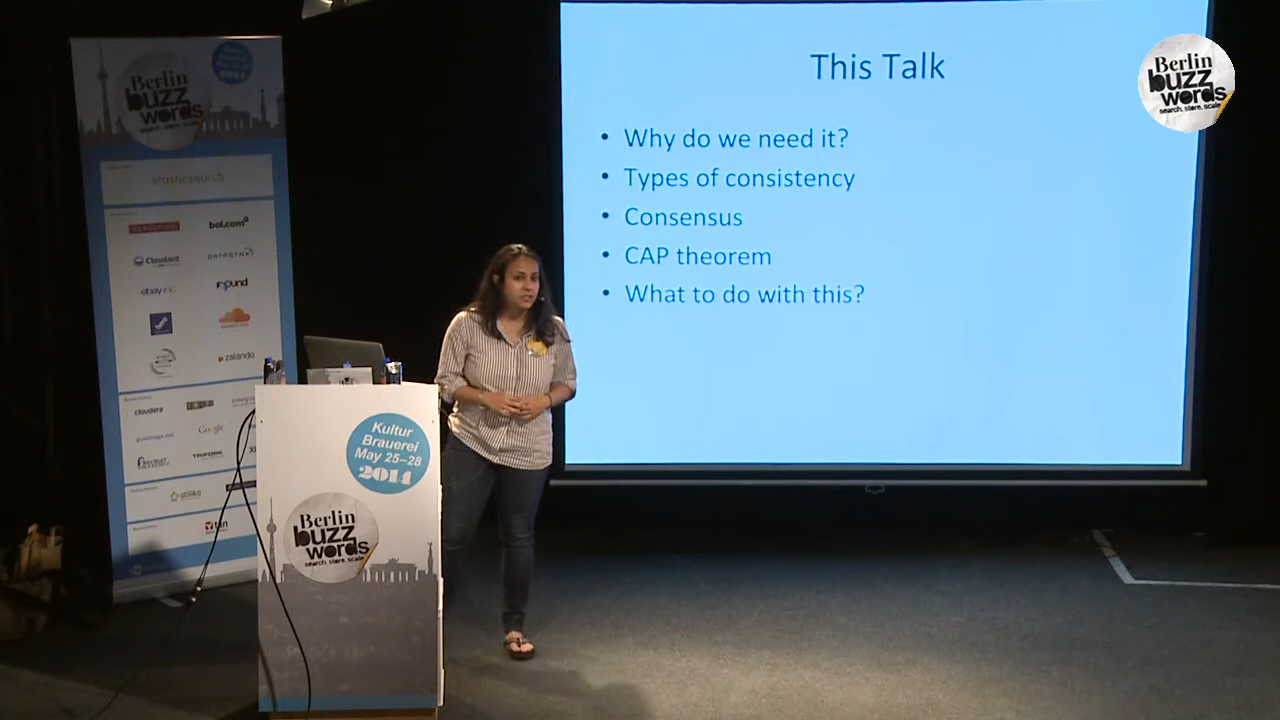 Berlin
buzz
words
search. store. scale
elasticsearch
bol.com
Cloudant
DATASTAX
ebay inc
found
zalando
cloudera
Google
TRIFORK
Kultur
Brauerei
May 25–28
2014
Berlin
buzz
words
search. store. scale
This Talk
• Why do we need it?
• Types of consistency
• Consensus
• CAP theorem
• What to do with this?
Berlin
buzz
words
search. store. scale